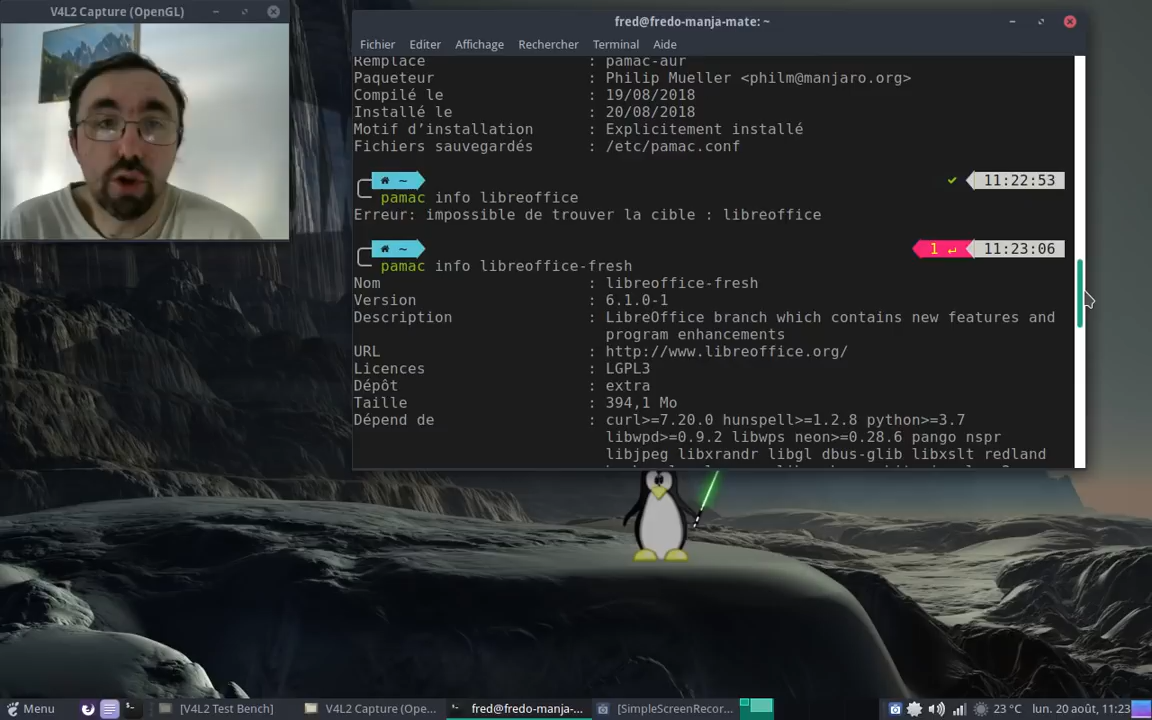 V4L2 Capture (OpenGL)
fred@fredo-manja-mate: ~
Fichier Editer Affichage Rechercher Terminal Aide
Remplace : pamac-aur
Paqueteur : Philip Mueller <philm@manjaro.org>
Compilé le : 19/08/2018
Installé le : 20/08/2018
Motif d’installation : Explicitement installé
Fichiers sauvegardés : /etc/pamac.conf
~ 11:22:53
pamac info libreoffice
Erreur: impossible de trouver la cible : libreoffice
~ 1 ↵ 11:23:06
pamac info libreoffice-fresh
Nom : libreoffice-fresh
Version : 6.1.0-1
Description : LibreOffice branch which contains new features and
program enhancements
URL : http://www.libreoffice.org/
Licences : LGPL3
Dépôt : extra
Taille : 394,1 Mo
Dépend de : curl>=7.20.0 hunspell>=1.2.8 python>=3.7
libwpd>=0.9.2 libwps neon>=0.28.6 pango nspr
libjpeg libxrandr libgl dbus-glib libxslt redland
Menu [V4L2 Test Bench] V4L2 Capture (Ope... fred@fredo-manja-... [SimpleScreenRecor... 23 °C lun. 20 août, 11:23